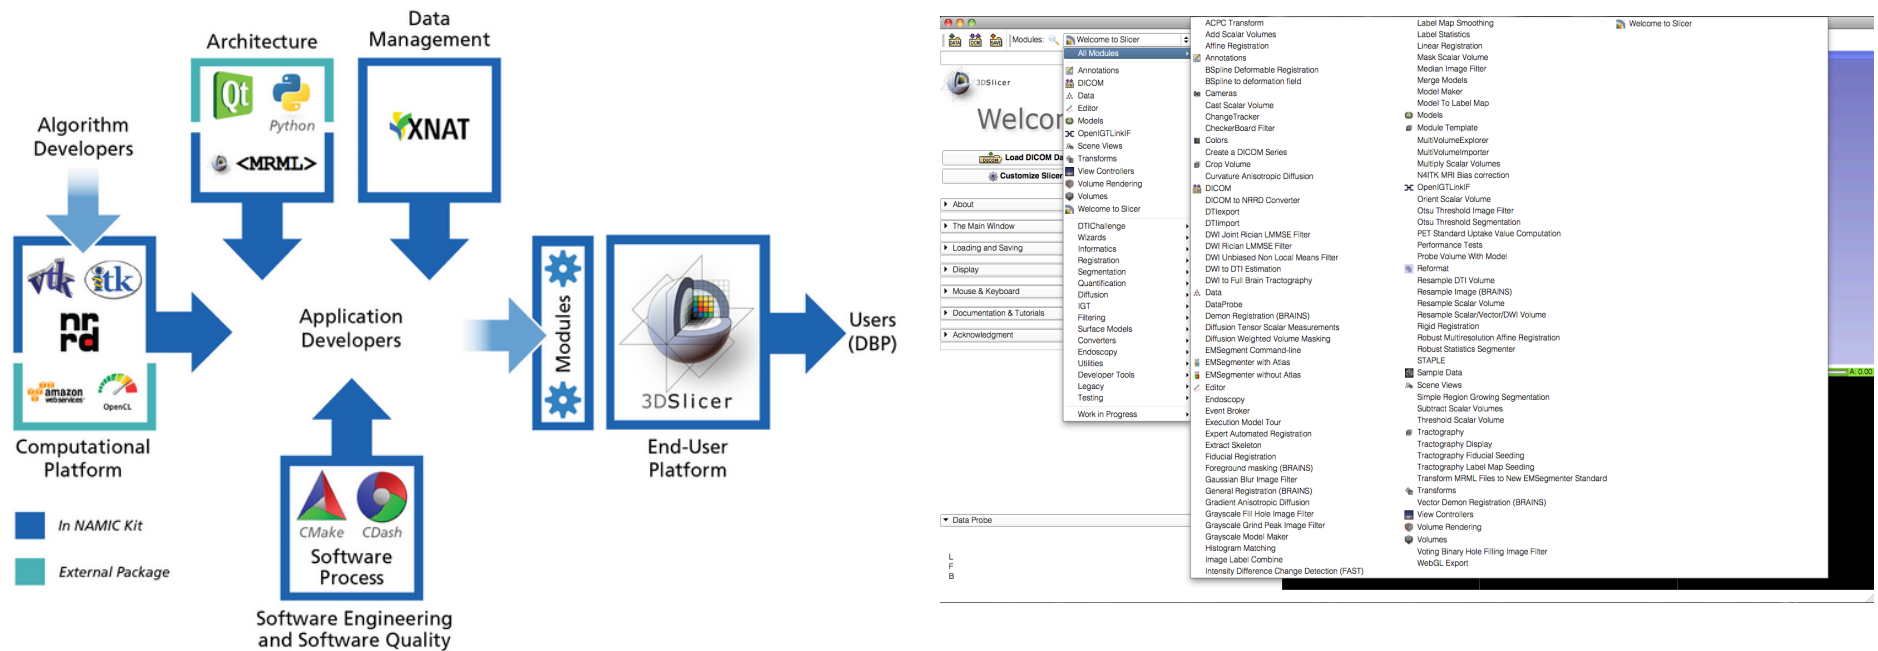 Data
Management
Architecture
Qt
Python
<MRML>
XNAT
Algorithm
Developers
vtk
itk
nrrd
amazon
webservices
OpenCL
Computational
Platform
Application
Developers
Modules
3DSlicer
End-User
Platform
Users
(DBP)
CMake
CDash
Software
Process
Software Engineering
and Software Quality
In NAMIC Kit
External Package
DATA
DCM
SAVE
Modules:
Welcome to Slicer
3DSlicer
Welcor
Load DICOM Da
Customize Slicer
About
The Main Window
Loading and Saving
Display
Mouse & Keyboard
Documentation & Tutorials
Acknowledgment
Data Probe
L
F
B
All Modules
Annotations
DICOM
Data
Editor
Models
OpenIGTLinkIF
Scene Views
Transforms
View Controllers
Volume Rendering
Volumes
Welcome to Slicer
DTIChallenge
Wizards
Informatics
Registration
Segmentation
Quantification
Diffusion
IGT
Filtering
Surface Models
Converters
Endoscopy
Utilities
Developer Tools
Legacy
Testing
Work in Progress
ACPC Transform
Add Scalar Volumes
Affine Registration
Annotations
BSpline Deformable Registration
BSpline to deformation field
Cameras
Cast Scalar Volume
ChangeTracker
CheckerBoard Filter
Colors
Create a DICOM Series
Crop Volume
Curvature Anisotropic Diffusion
DICOM
DICOM to NRRD Converter
DTIexport
DTIimport
DWI Joint Rician LMMSE Filter
DWI Rician LMMSE Filter
DWI Unbiased Non Local Means Filter
DWI to DTI Estimation
DWI to Full Brain Tractography
Data
DataProbe
Demon Registration (BRAINS)
Diffusion Tensor Scalar Measurements
Diffusion Weighted Volume Masking
EMSegment Command-line
EMSegmenter with Atlas
EMSegmenter without Atlas
Editor
Endoscopy
Event Broker
Execution Model Tour
Expert Automated Registration
Extract Skeleton
Fiducial Registration
Foreground masking (BRAINS)
Gaussian Blur Image Filter
General Registration (BRAINS)
Gradient Anisotropic Diffusion
Grayscale Fill Hole Image Filter
Grayscale Grind Peak Image Filter
Grayscale Model Maker
Histogram Matching
Image Label Combine
Intensity Difference Change Detection (FAST)
Label Map Smoothing
Label Statistics
Linear Registration
Mask Scalar Volume
Median Image Filter
Merge Models
Model Maker
Model To Label Map
Models
Module Template
MultiVolumeExplorer
MultiVolumeImporter
Multiply Scalar Volumes
N4ITK MRI Bias correction
OpenIGTLinkIF
Orient Scalar Volume
Otsu Threshold Image Filter
Otsu Threshold Segmentation
PET Standard Uptake Value Computation
Performance Tests
Probe Volume With Model
Reformat
Resample DTI Volume
Resample Image (BRAINS)
Resample Scalar Volume
Resample Scalar/Vector/DWI Volume
Rigid Registration
Robust Multiresolution Affine Registration
Robust Statistics Segmenter
STAPLE
Sample Data
Scene Views
Simple Region Growing Segmentation
Subtract Scalar Volumes
Threshold Scalar Volume
Tractography
Tractography Display
Tractography Fiducial Seeding
Tractography Label Map Seeding
Transform MRML Files to New EMSegmenter Standard
Transforms
Vector Demon Registration (BRAINS)
View Controllers
Volume Rendering
Volumes
Voting Binary Hole Filling Image Filter
WebGL Export
Welcome to Slicer
A: 0.00